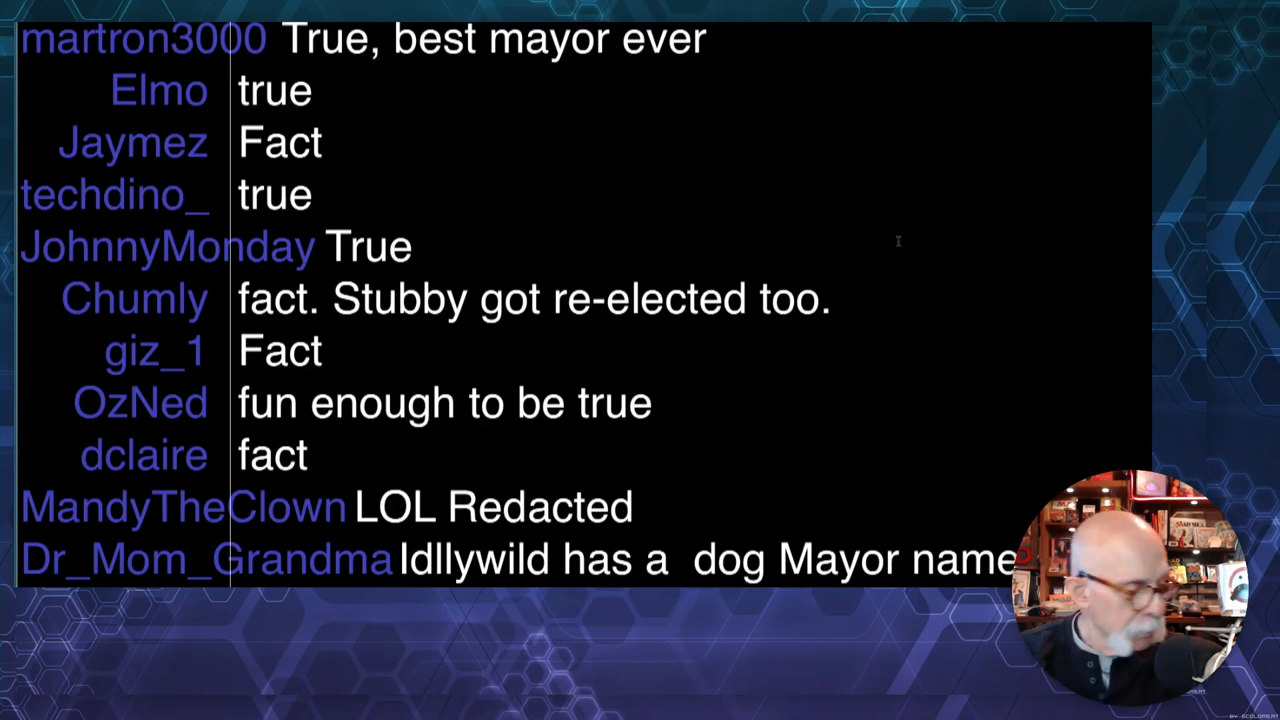 martron3000 True, best mayor ever
Elmo true
Jaymez Fact
techdino_ true
JohnnyMonday True
Chumly fact. Stubby got re-elected too.
giz_1 Fact
OzNed fun enough to be true
dclaire fact
MandyTheClown LOL Redacted
Dr_Mom_Grandma Idllywild has a  dog Mayor name